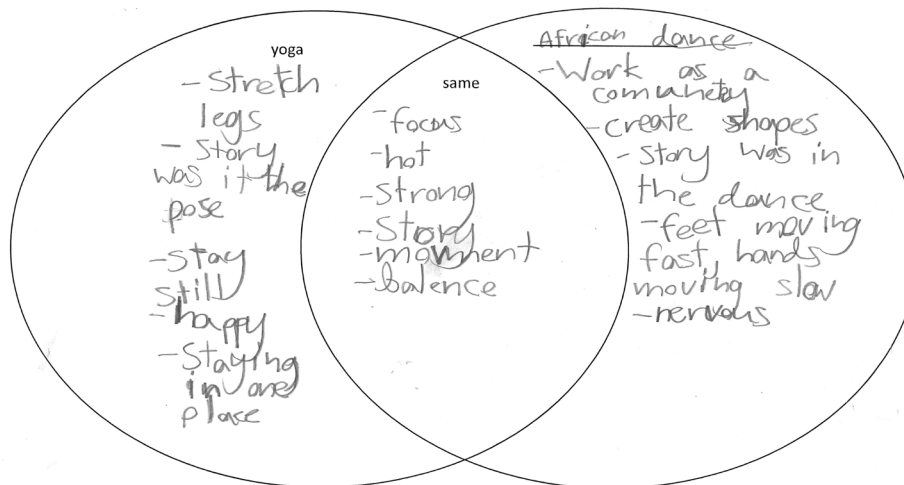 yoga
- Stretch
legs
- Story
was it the
pose
- stay
still
- happy
- Staying
in one
place
same
- focus
- hot
- Strong
- Story
- movment
- balence
African dance
- Work as a
comunety
- create shapes
- story was in
the dance
- feet moving
fast, hands
moving slow
- nervous